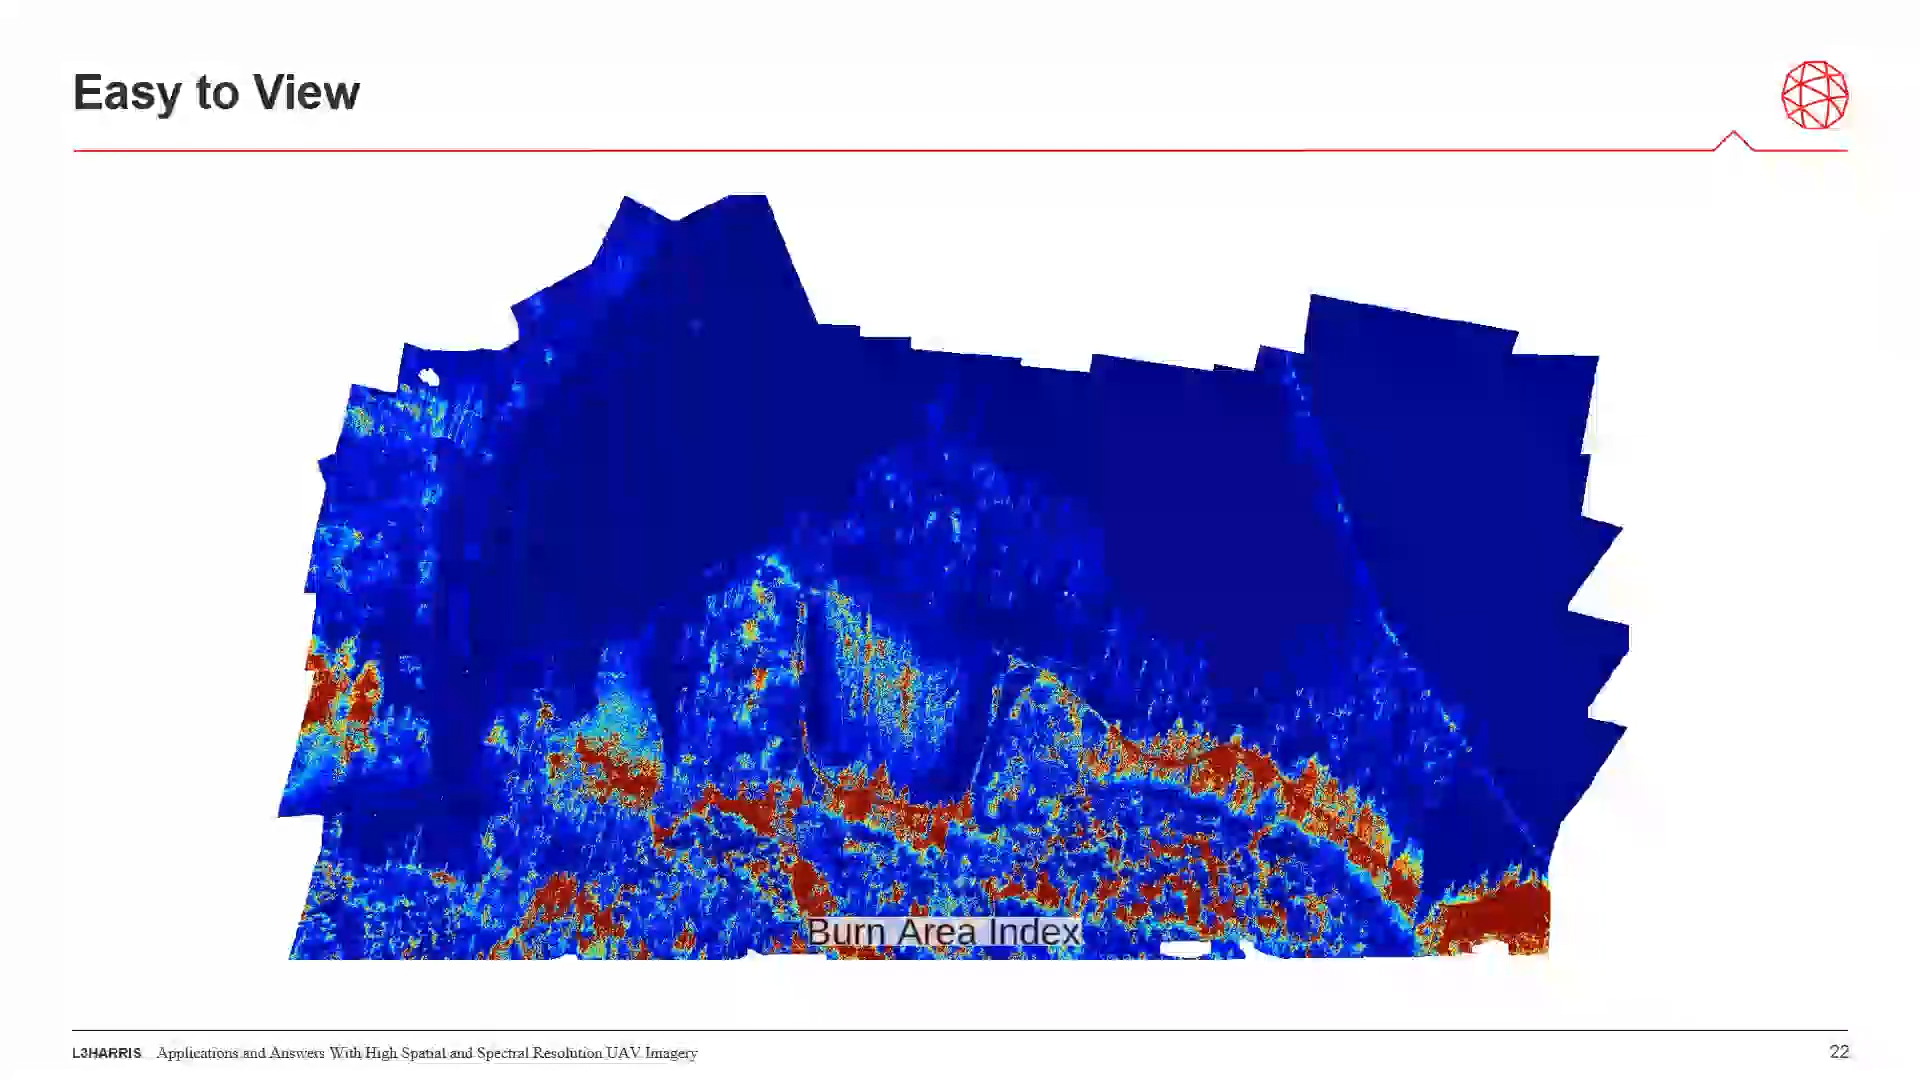 Easy to View
Burn Area Index
L3HARRIS Applications and Answers With High Spatial and Spectral Resolution UAV Imagery
22